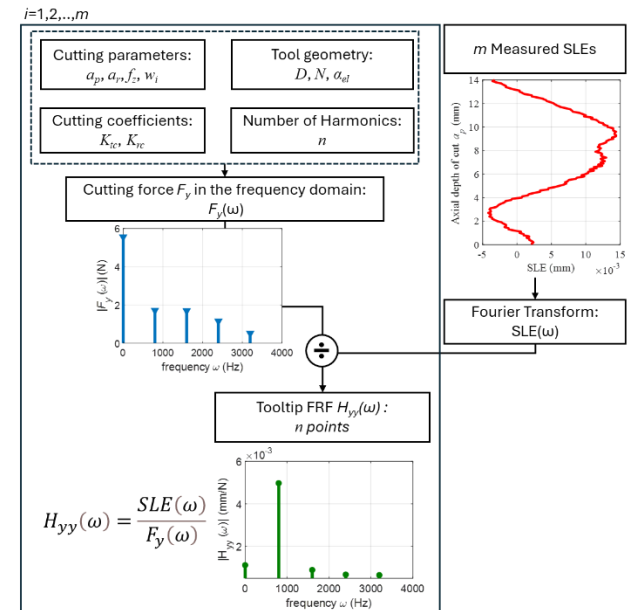 i=1,2,..,m
Cutting parameters:
a_p, a_r, f_z, w_i
Tool geometry:
D, N, α_el
Cutting coefficients:
K_tc, K_rc
Number of Harmonics:
n
m Measured SLEs
Axial depth of cut a_p (mm)
14
12
10
8
6
4
2
0
-5 0 5 10 15
SLE (mm) ×10⁻³
Cutting force F_y in the frequency domain:
F_y(ω)
|F_y(ω)| (N)
6
4
2
0
0 1000 2000 3000 4000
frequency ω (Hz)
÷
Fourier Transform:
SLE(ω)
Tooltip FRF H_yy(ω) :
n points
H_yy(ω) = SLE(ω) / F_y(ω)
×10⁻³
|H_yy(ω)| (mm/N)
6
4
2
0 1000 2000 3000 4000
frequency ω (Hz)